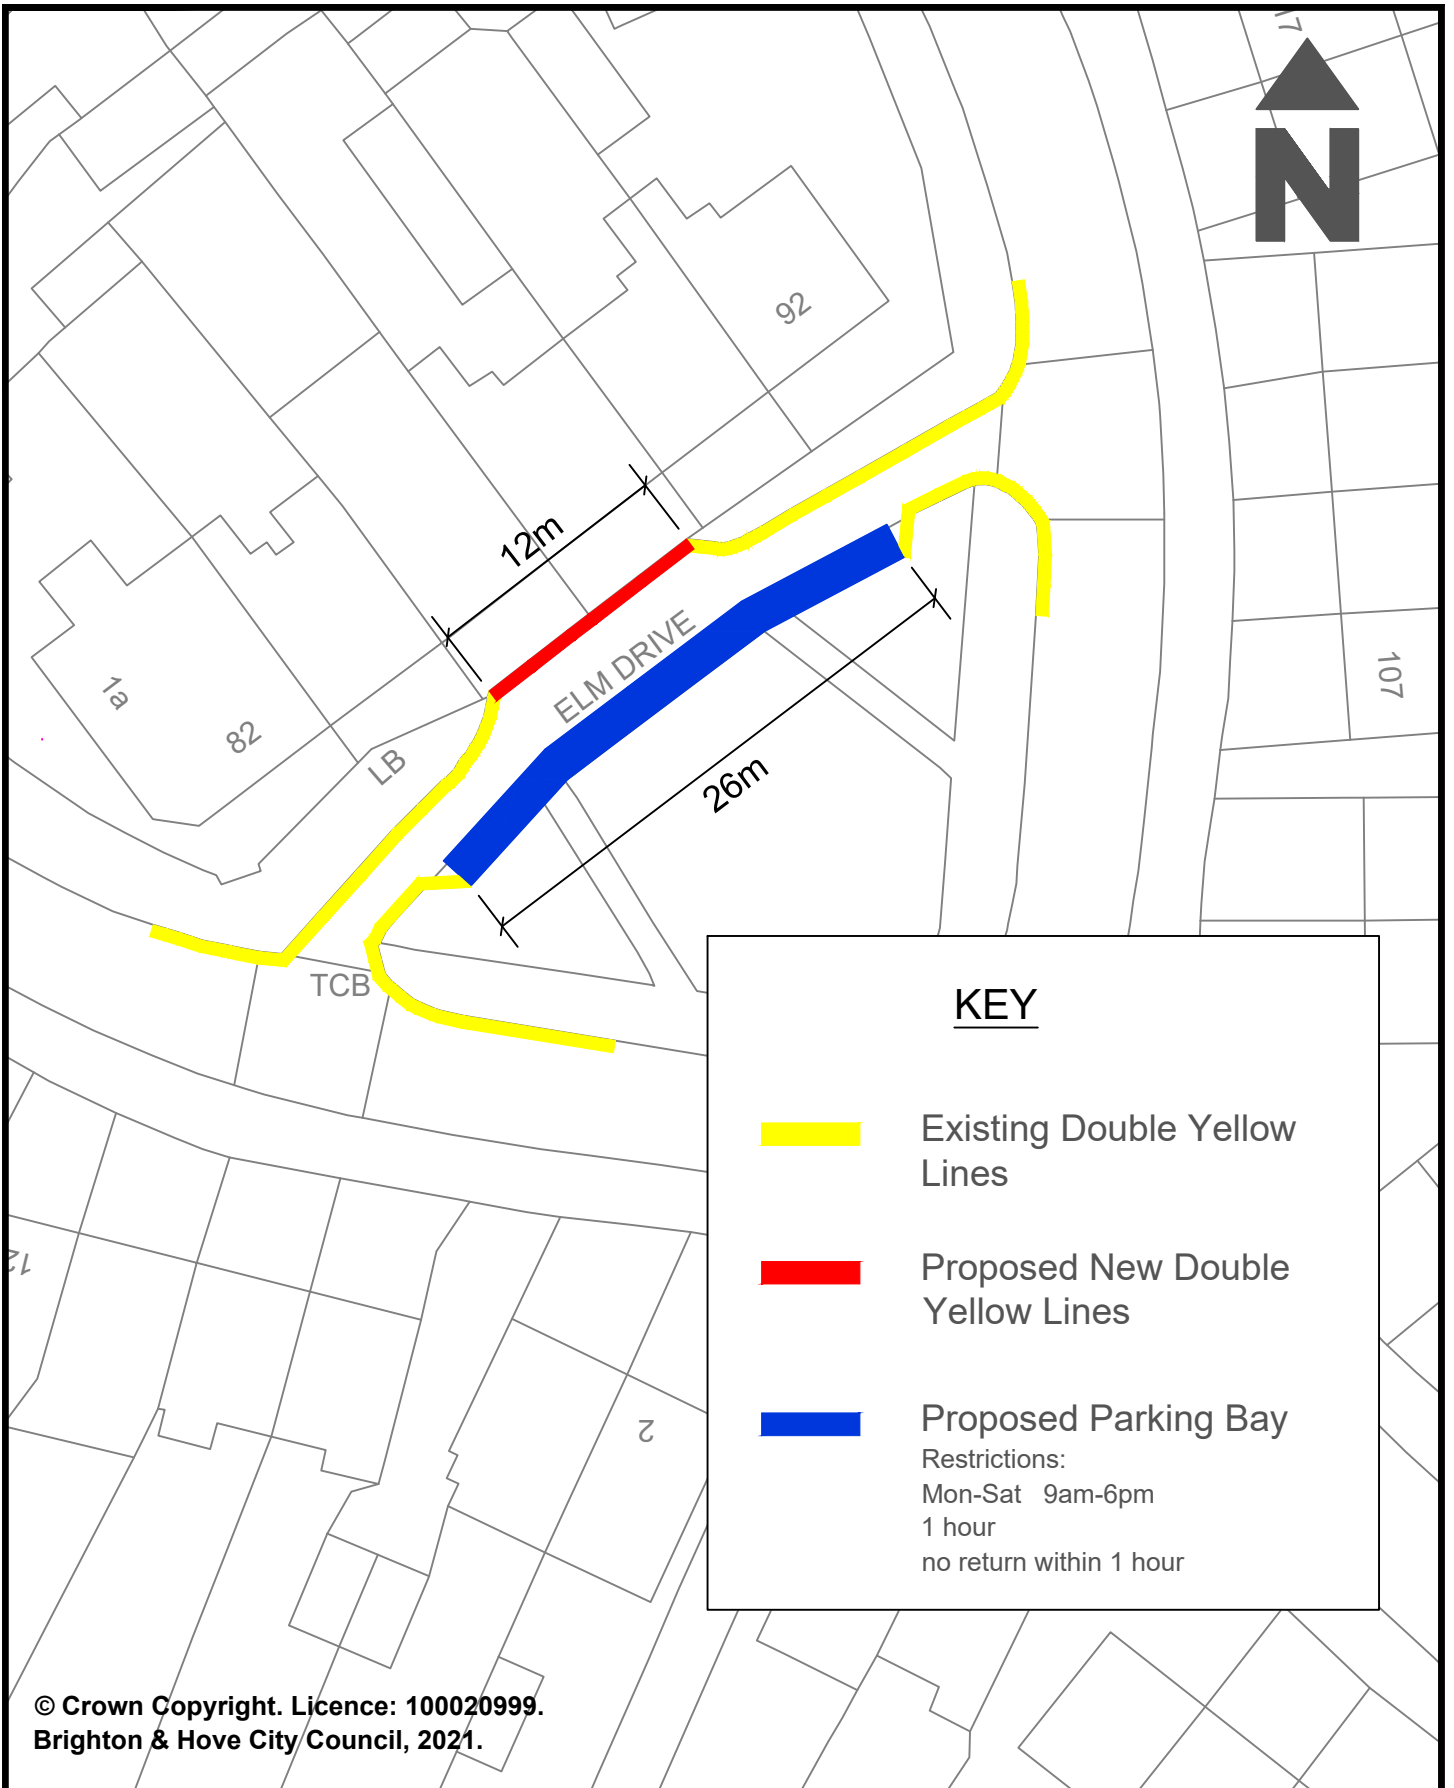 17
N
92
12m
ELM DRIVE
1a
82
LB
107
26m
TCB
KEY
Existing Double Yellow
Lines
12
Proposed New Double
Yellow Lines
2
Proposed Parking Bay
Restrictions:
Mon-Sat 9am-6pm
1 hour
no return within 1 hour
© Crown Copyright. Licence: 100020999.
Brighton & Hove City Council, 2021.